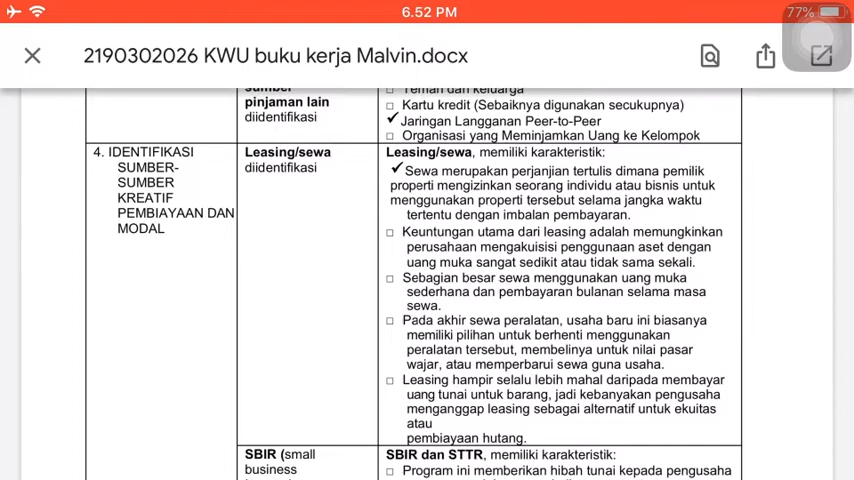 6.52 PM
77%
2190302026 KWU buku kerja Malvin.docx
sumber
pinjaman lain
diidentifikasi
Teman dan keluarga
Kartu kredit (Sebaiknya digunakan secukupnya)
✓Jaringan Langganan Peer-to-Peer
Organisasi yang Meminjamkan Uang ke Kelompok
4. IDENTIFIKASI
SUMBER-
SUMBER
KREATIF
PEMBIAYAAN DAN
MODAL
Leasing/sewa
diidentifikasi
Leasing/sewa, memiliki karakteristik:
✓Sewa merupakan perjanjian tertulis dimana pemilik
properti mengizinkan seorang individu atau bisnis untuk
menggunakan properti tersebut selama jangka waktu
tertentu dengan imbalan pembayaran.
□ Keuntungan utama dari leasing adalah memungkinkan
perusahaan mengakuisisi penggunaan aset dengan
uang muka sangat sedikit atau tidak sama sekali.
□ Sebagian besar sewa menggunakan uang muka
sederhana dan pembayaran bulanan selama masa
sewa.
□ Pada akhir sewa peralatan, usaha baru ini biasanya
memiliki pilihan untuk berhenti menggunakan
peralatan tersebut, membelinya untuk nilai pasar
wajar, atau memperbarui sewa guna usaha.
□ Leasing hampir selalu lebih mahal daripada membayar
uang tunai untuk barang, jadi kebanyakan pengusaha
menganggap leasing sebagai alternatif untuk ekuitas
atau
pembiayaan hutang.
SBIR (small
business
SBIR dan STTR, memiliki karakteristik:
□ Program ini memberikan hibah tunai kepada pengusaha